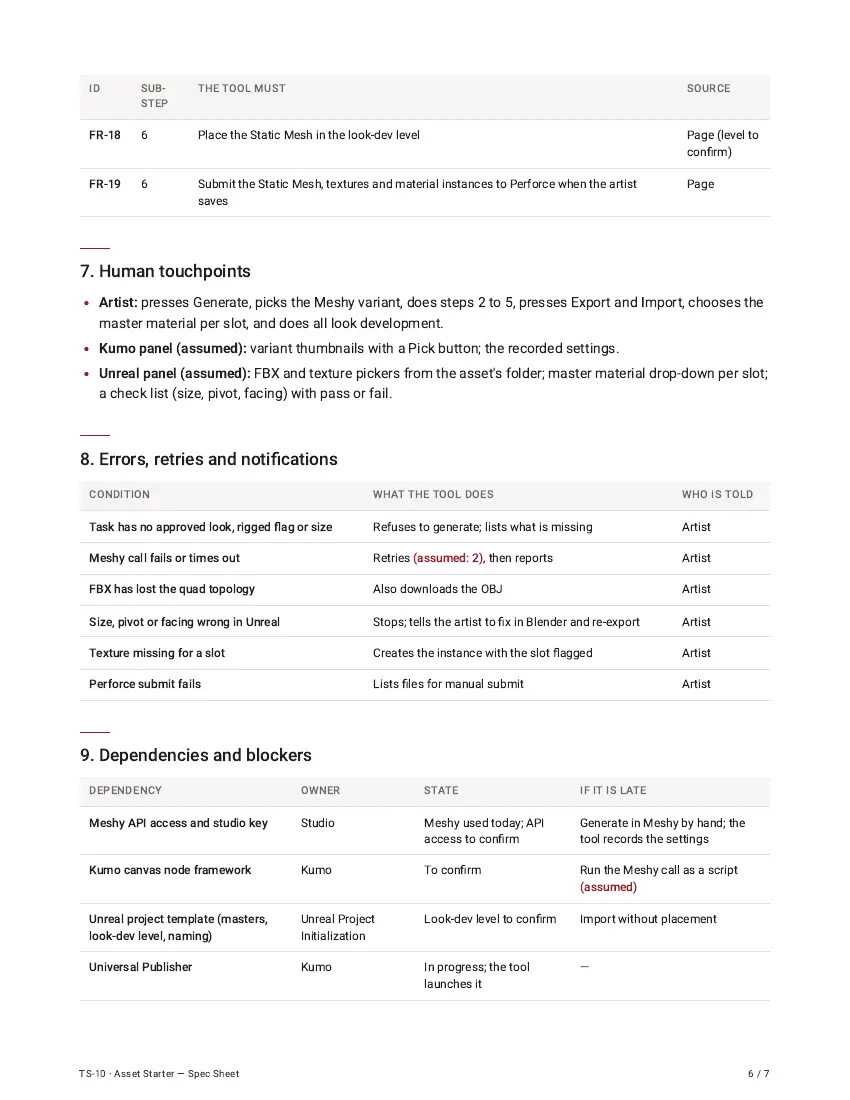 ID SUB- THE TOOL MUST SOURCE
STEP
FR-18 6 Place the Static Mesh in the look-dev level Page (level to
confirm)
FR-19 6 Submit the Static Mesh, textures and material instances to Perforce when the artist Page
saves
7. Human touchpoints
• Artist: presses Generate, picks the Meshy variant, does steps 2 to 5, presses Export and Import, chooses the
master material per slot, and does all look development.
• Kumo panel (assumed): variant thumbnails with a Pick button; the recorded settings.
• Unreal panel (assumed): FBX and texture pickers from the asset's folder; master material drop-down per slot;
a check list (size, pivot, facing) with pass or fail.
8. Errors, retries and notifications
CONDITION WHAT THE TOOL DOES WHO IS TOLD
Task has no approved look, rigged flag or size Refuses to generate; lists what is missing Artist
Meshy call fails or times out Retries (assumed: 2), then reports Artist
FBX has lost the quad topology Also downloads the OBJ Artist
Size, pivot or facing wrong in Unreal Stops; tells the artist to fix in Blender and re-export Artist
Texture missing for a slot Creates the instance with the slot flagged Artist
Perforce submit fails Lists files for manual submit Artist
9. Dependencies and blockers
DEPENDENCY OWNER STATE IF IT IS LATE
Meshy API access and studio key Studio Meshy used today; API Generate in Meshy by hand; the
access to confirm tool records the settings
Kumo canvas node framework Kumo To confirm Run the Meshy call as a script
(assumed)
Unreal project template (masters, Unreal Project Look-dev level to confirm Import without placement
look-dev level, naming) Initialization
Universal Publisher Kumo In progress; the tool —
launches it
TS-10 · Asset Starter — Spec Sheet 6 / 7